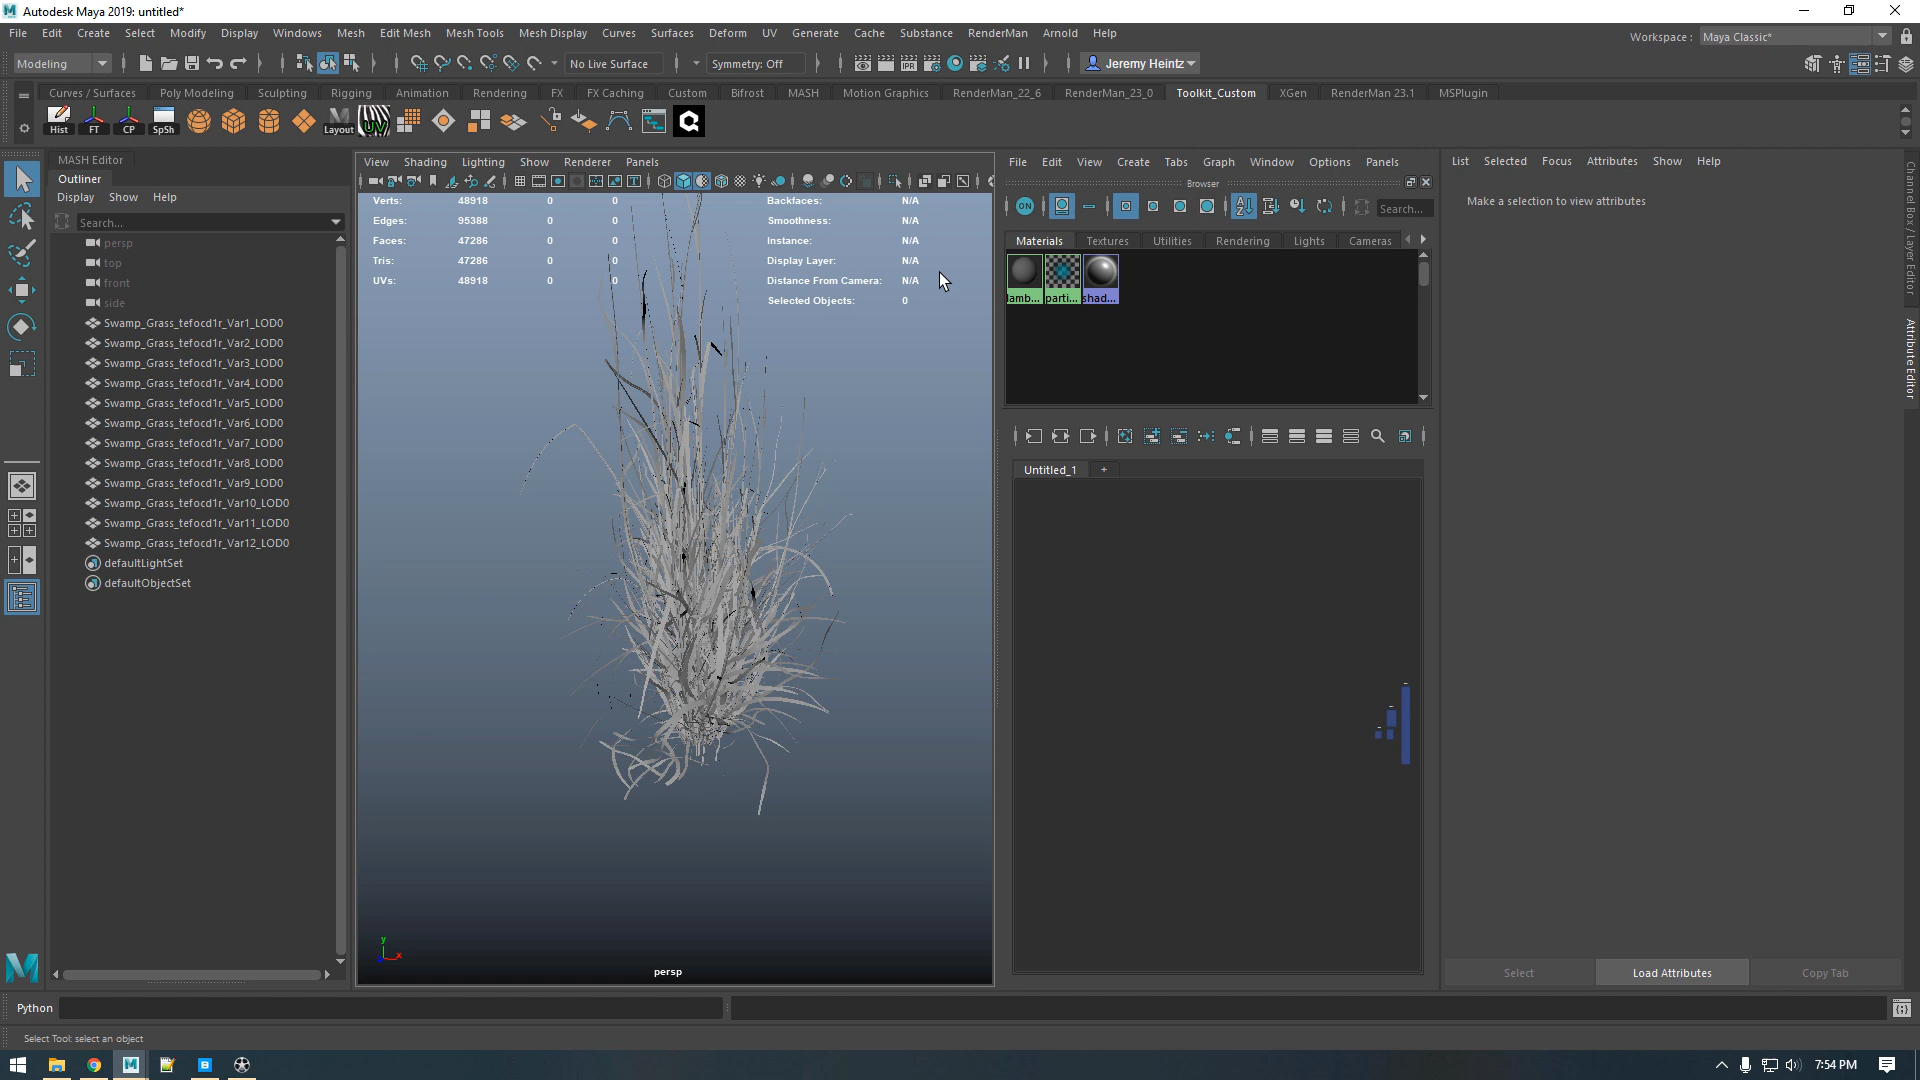 Autodesk Maya 2019: untitled*
File Edit Create Select Modify Display Windows Mesh Edit Mesh Mesh Tools Mesh Display Curves Surfaces Deform UV Generate Cache Substance RenderMan Arnold Help
Workspace : Maya Classic*
Modeling No Live Surface Symmetry: Off Jeremy Heintz
Curves / Surfaces Poly Modeling Sculpting Rigging Animation Rendering FX FX Caching Custom Bifrost MASH Motion Graphics RenderMan_22_6 RenderMan_23_0 Toolkit_Custom XGen RenderMan 23.1 MSPlugin
Hist FT CP SpSh Layout UV
MASH Editor
Outliner
Display Show Help
Search...
persp
top
front
side
Swamp_Grass_tefocd1r_Var1_LOD0
Swamp_Grass_tefocd1r_Var2_LOD0
Swamp_Grass_tefocd1r_Var3_LOD0
Swamp_Grass_tefocd1r_Var4_LOD0
Swamp_Grass_tefocd1r_Var5_LOD0
Swamp_Grass_tefocd1r_Var6_LOD0
Swamp_Grass_tefocd1r_Var7_LOD0
Swamp_Grass_tefocd1r_Var8_LOD0
Swamp_Grass_tefocd1r_Var9_LOD0
Swamp_Grass_tefocd1r_Var10_LOD0
Swamp_Grass_tefocd1r_Var11_LOD0
Swamp_Grass_tefocd1r_Var12_LOD0
defaultLightSet
defaultObjectSet
View Shading Lighting Show Renderer Panels
Verts: 48918 0 0
Edges: 95388 0 0
Faces: 47286 0 0
Tris: 47286 0 0
UVs: 48918 0 0
Backfaces: N/A
Smoothness: N/A
Instance: N/A
Display Layer: N/A
Distance From Camera: N/A
Selected Objects: 0
y
x
persp
File Edit View Create Tabs Graph Window Options Panels
Browser
ON Search...
Materials Textures Utilities Rendering Lights Cameras
lamb... parti... shad...
Untitled_1 +
List Selected Focus Attributes Show Help
Make a selection to view attributes
Channel Box / Layer Editor
Attribute Editor
Select Load Attributes Copy Tab
Python
Select Tool: select an object
7:54 PM